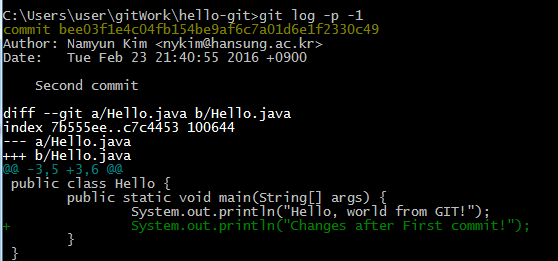 C:\Users\user\gitWork\hello-git>git log -p -1
commit bee03f1e4c04fb154be9af6c7a01d6e1f2330c49
Author: Namyun Kim <nykim@hansung.ac.kr>
Date:   Tue Feb 23 21:40:55 2016 +0900

    Second commit

diff --git a/Hello.java b/Hello.java
index 7b555ee..c7c4453 100644
--- a/Hello.java
+++ b/Hello.java
@@ -3,5 +3,6 @@
 public class Hello {
        public static void main(String[] args) {
                System.out.println("Hello, world from GIT!");
+               System.out.println("Changes after First commit!");
        }
 }